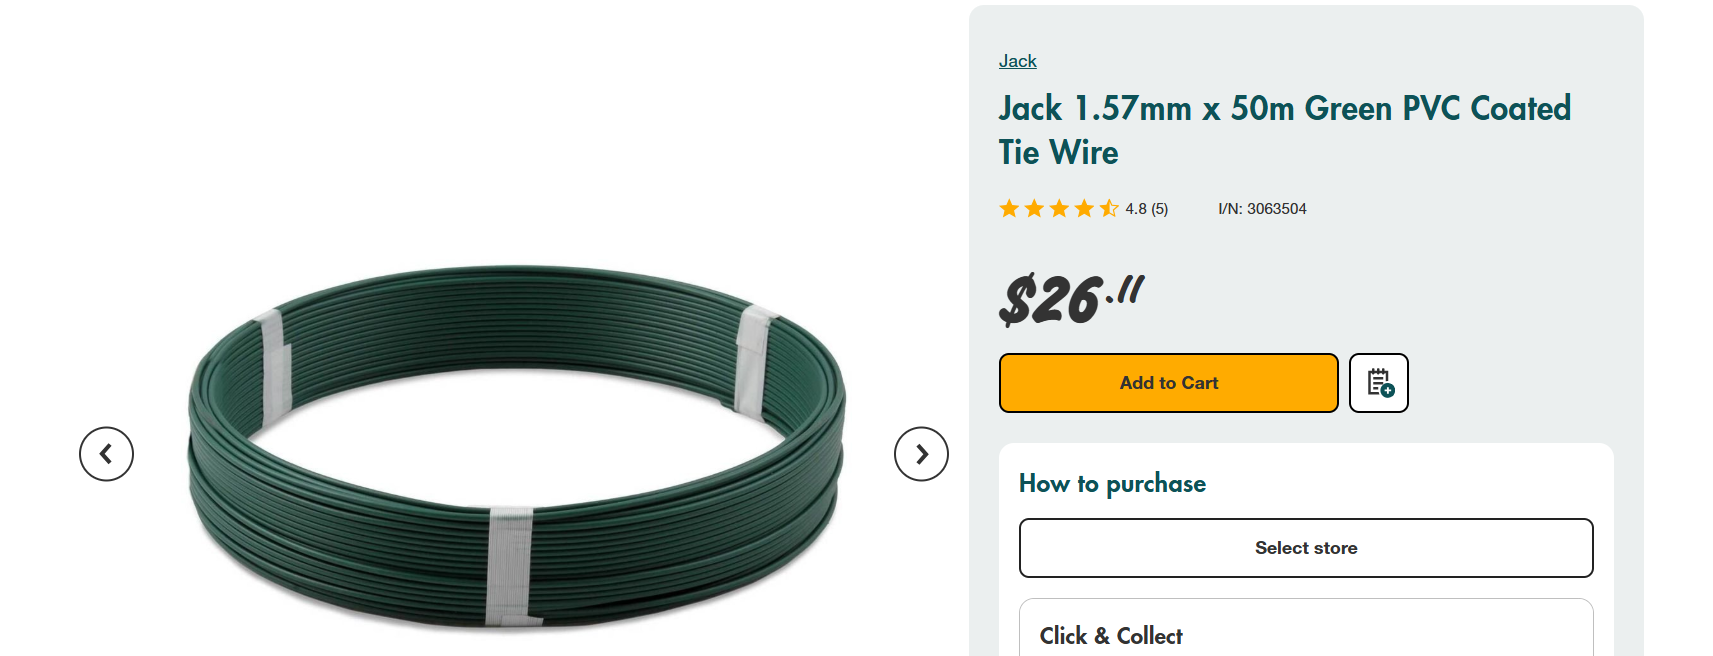 Jack
Jack 1.57mm x 50m Green PVC Coated
Tie Wire
4.8 (5) I/N: 3063504
$26.11
Add to Cart
How to purchase
Select store
Click & Collect